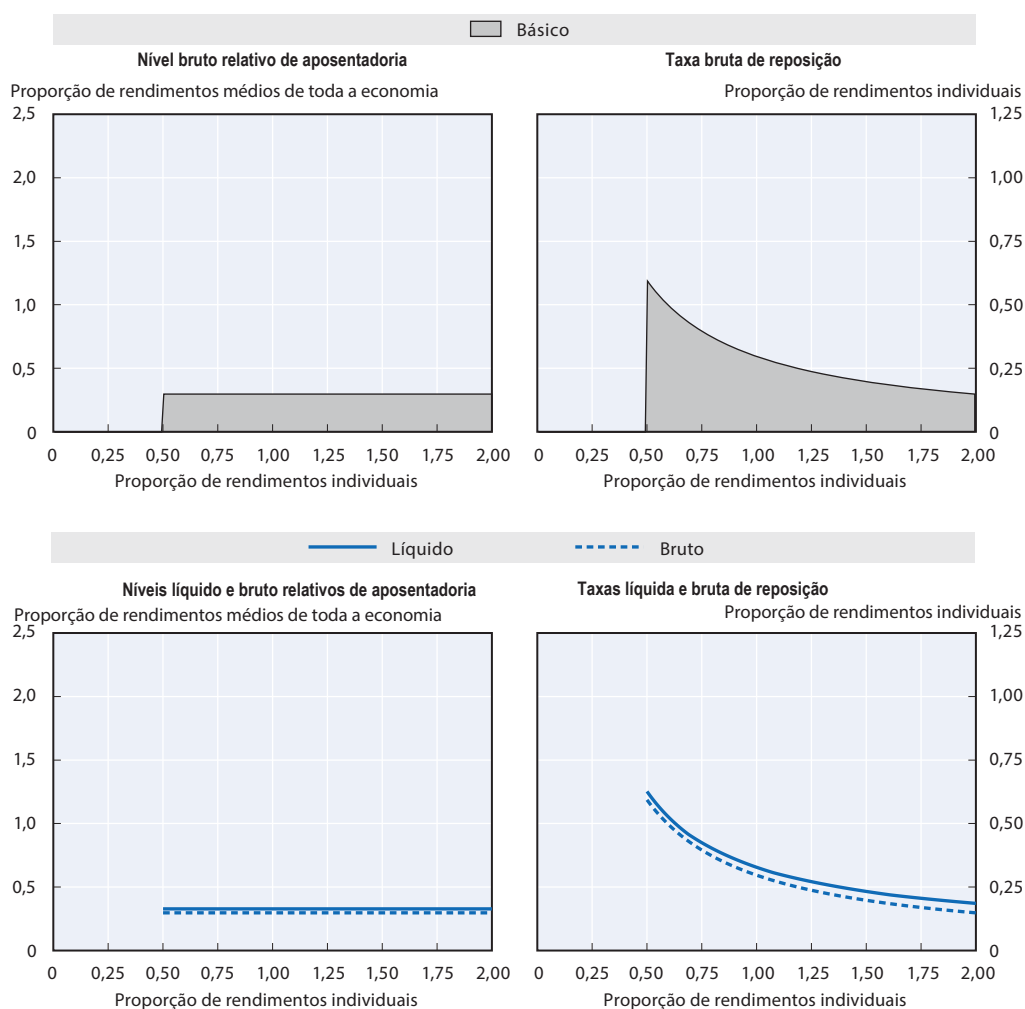 Básico
Nível bruto relativo de aposentadoria
Proporção de rendimentos médios de toda a economia
2,5
2,0
1,5
1,0
0,5
0
0 0,25 0,50 0,75 1,00 1,25 1,50 1,75 2,00
Proporção de rendimentos individuais
Taxa bruta de reposição
Proporção de rendimentos individuais
1,25
1,00
0,75
0,50
0,25
0
0 0,25 0,50 0,75 1,00 1,25 1,50 1,75 2,00
Proporção de rendimentos individuais
Líquido Bruto
Níveis líquido e bruto relativos de aposentadoria
Proporção de rendimentos médios de toda a economia
2,5
2,0
1,5
1,0
0,5
0
0 0,25 0,50 0,75 1,00 1,25 1,50 1,75 2,00
Proporção de rendimentos individuais
Taxas líquida e bruta de reposição
Proporção de rendimentos individuais
1,25
1,00
0,75
0,50
0,25
0
0 0,25 0,50 0,75 1,00 1,25 1,50 1,75 2,00
Proporção de rendimentos individuais